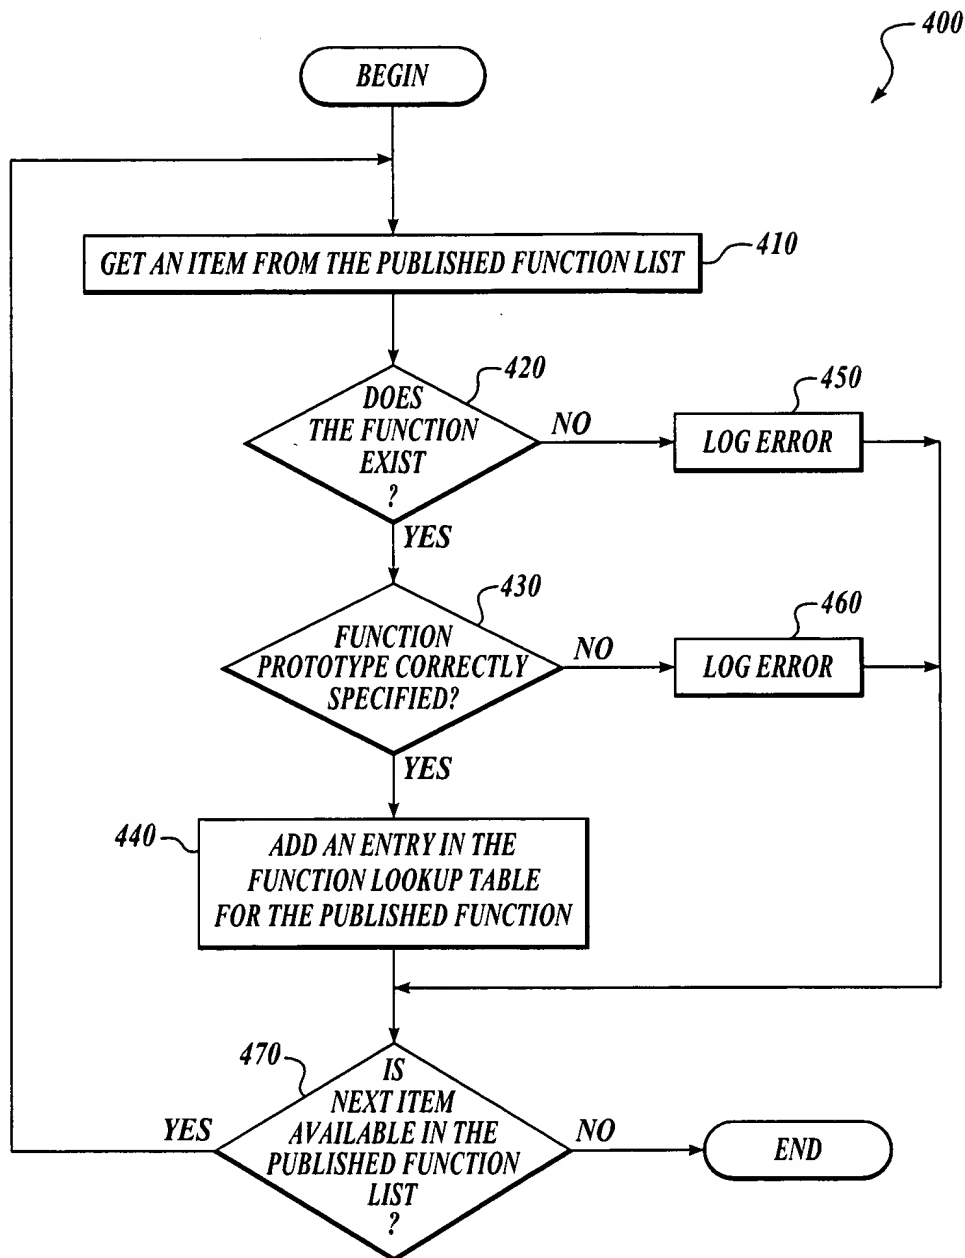 400
BEGIN
GET AN ITEM FROM THE PUBLISHED FUNCTION LIST
410
DOES
THE FUNCTION
EXIST
?
420
NO
450
LOG ERROR
YES
FUNCTION
PROTOTYPE CORRECTLY
SPECIFIED?
430
NO
460
LOG ERROR
YES
440
ADD AN ENTRY IN THE
FUNCTION LOOKUP TABLE
FOR THE PUBLISHED FUNCTION
470
IS
NEXT ITEM
AVAILABLE IN THE
PUBLISHED FUNCTION
LIST
?
YES
NO
END